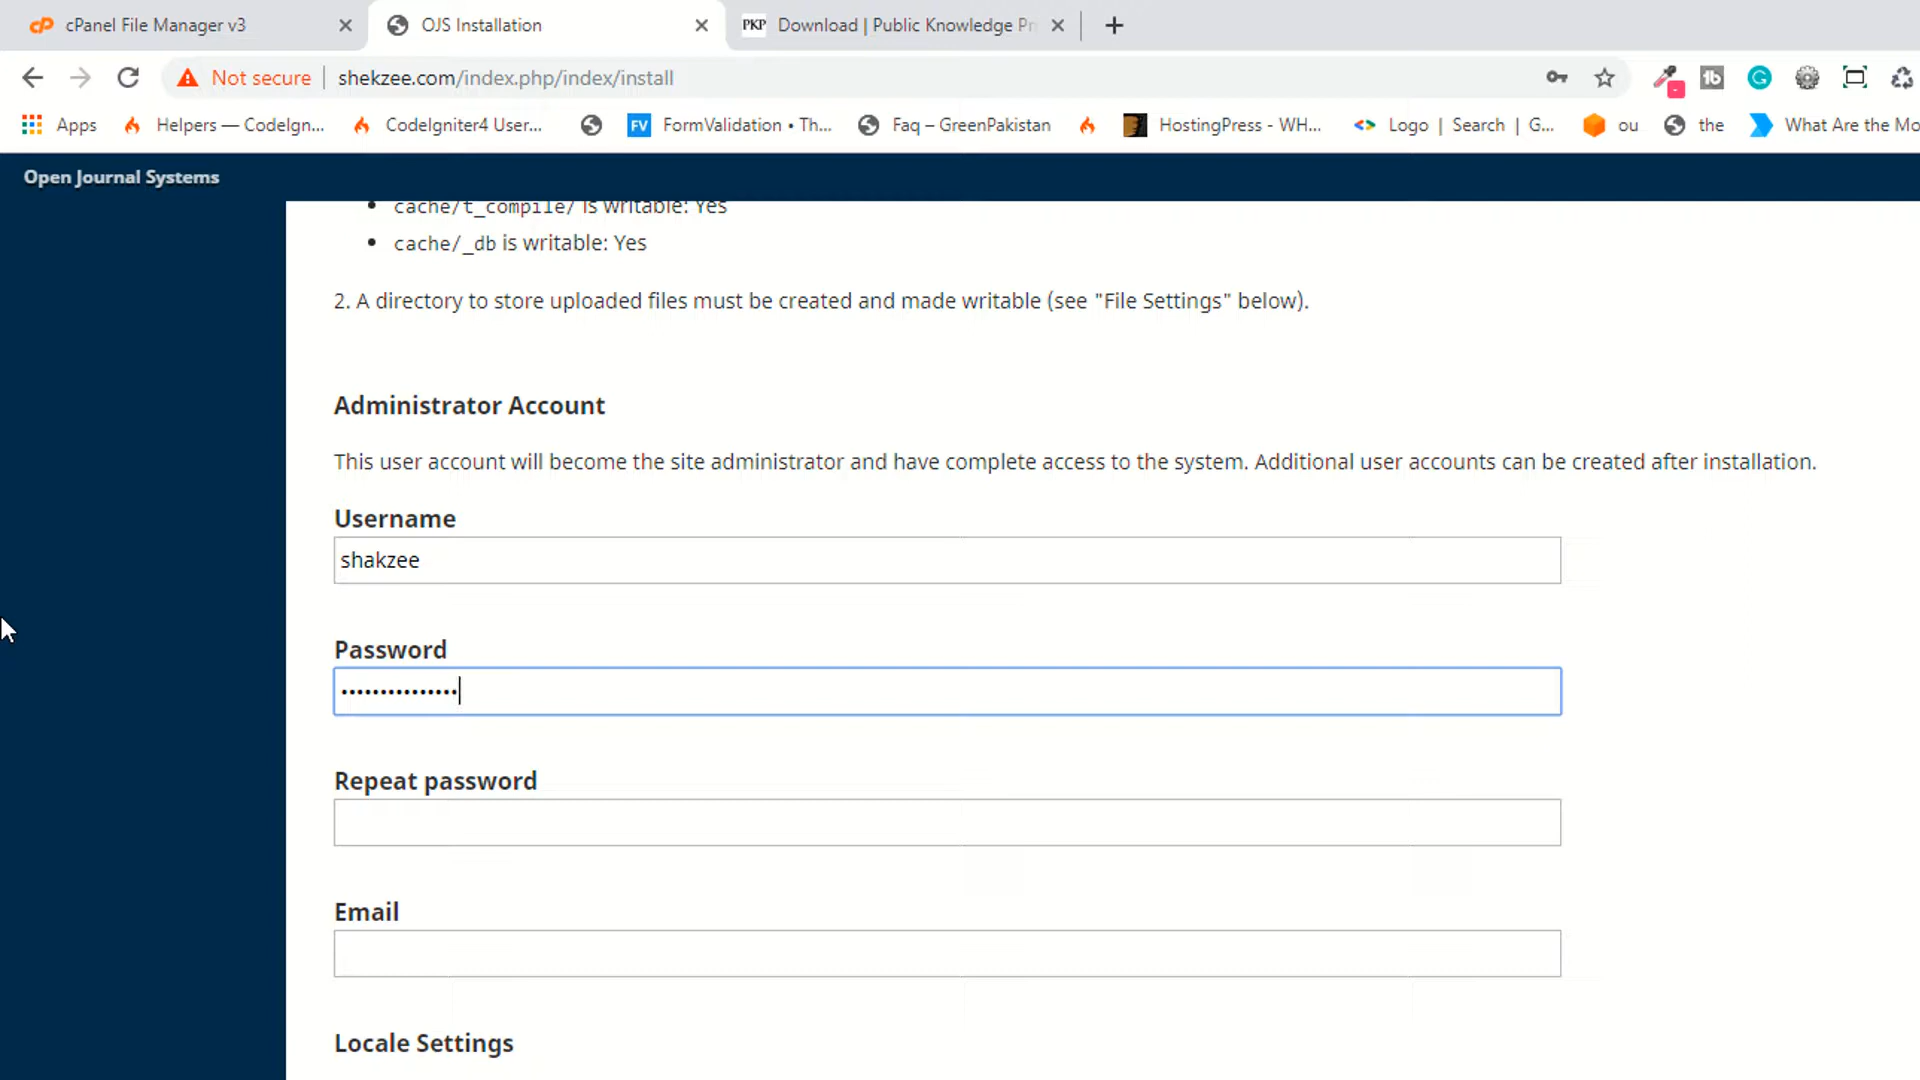 cPanel File Manager v3
OJS Installation
PKP Download | Public Knowledge Pr
Not secure | shekzee.com/index.php/index/install
Apps
Helpers — CodeIgn...
CodeIgniter4 User...
FV FormValidation • Th...
Faq – GreenPakistan
HostingPress - WH...
Logo | Search | G...
ou
the
What Are the Mo
Open Journal Systems
cache/t_compile/ is writable: Yes
cache/_db is writable: Yes
2. A directory to store uploaded files must be created and made writable (see "File Settings" below).
Administrator Account
This user account will become the site administrator and have complete access to the system. Additional user accounts can be created after installation.
Username
shakzee
Password
•••••••••••••••
Repeat password
Email
Locale Settings